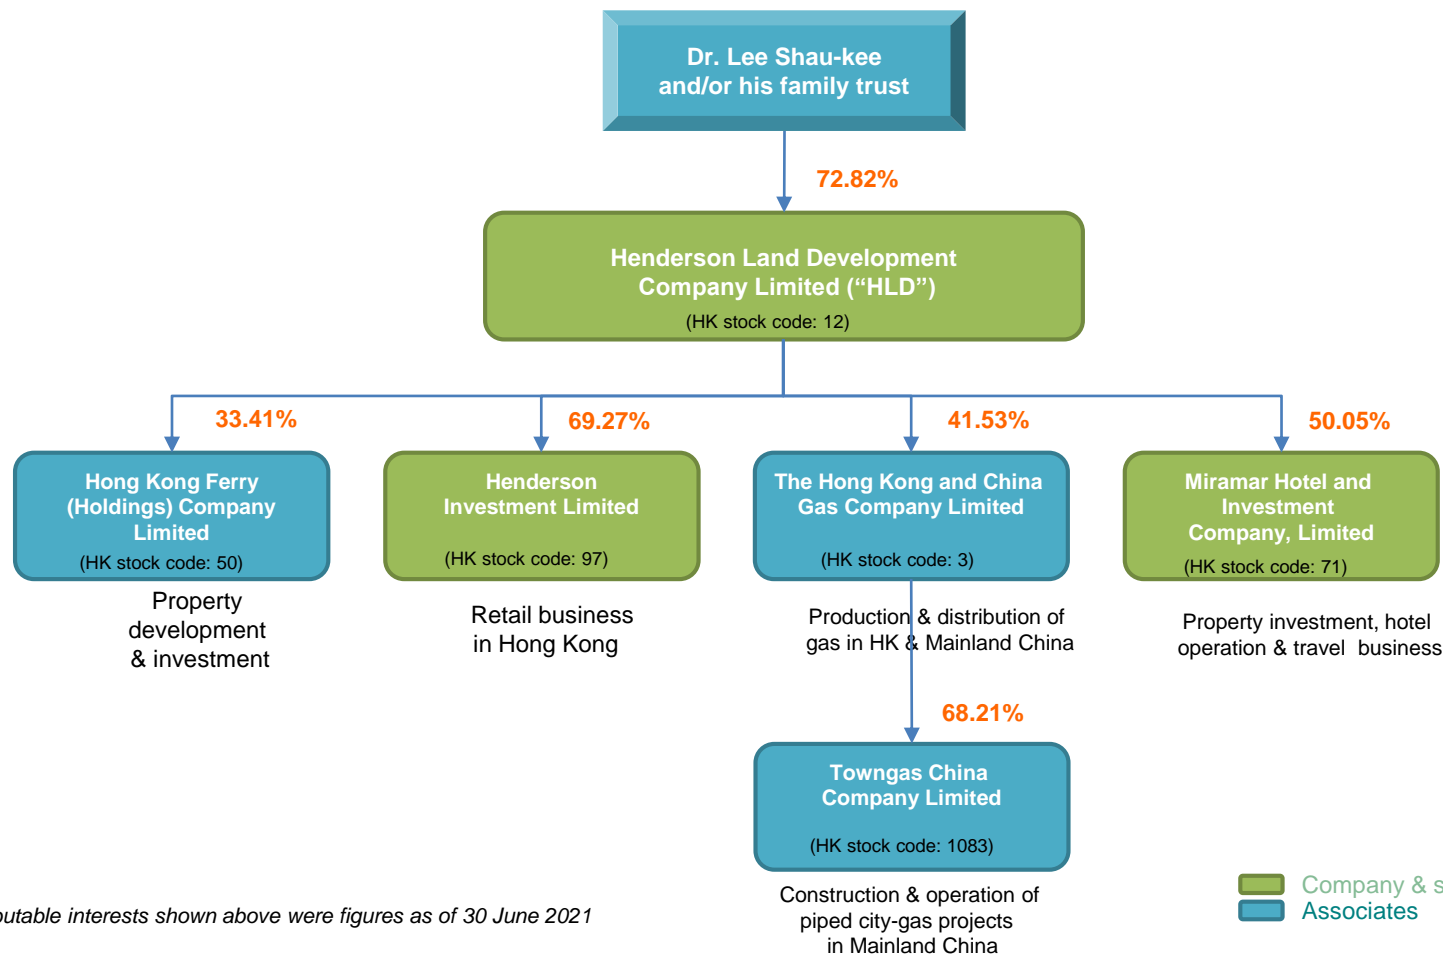 Dr. Lee Shau-kee
and/or his family trust
72.82%
Henderson Land Development
Company Limited (“HLD”)
(HK stock code: 12)
33.41%
69.27%
41.53%
50.05%
Hong Kong Ferry
(Holdings) Company
Limited
(HK stock code: 50)
Property
development
& investment
Henderson
Investment Limited
(HK stock code: 97)
Retail business
in Hong Kong
The Hong Kong and China
Gas Company Limited
(HK stock code: 3)
Production & distribution of
gas in HK & Mainland China
Miramar Hotel and
Investment
Company, Limited
(HK stock code: 71)
Property investment, hotel
operation & travel business
68.21%
Towngas China
Company Limited
(HK stock code: 1083)
Construction & operation of
piped city-gas projects
in Mainland China
interests shown above were figures as of 30 June 2021
Company &
Associates